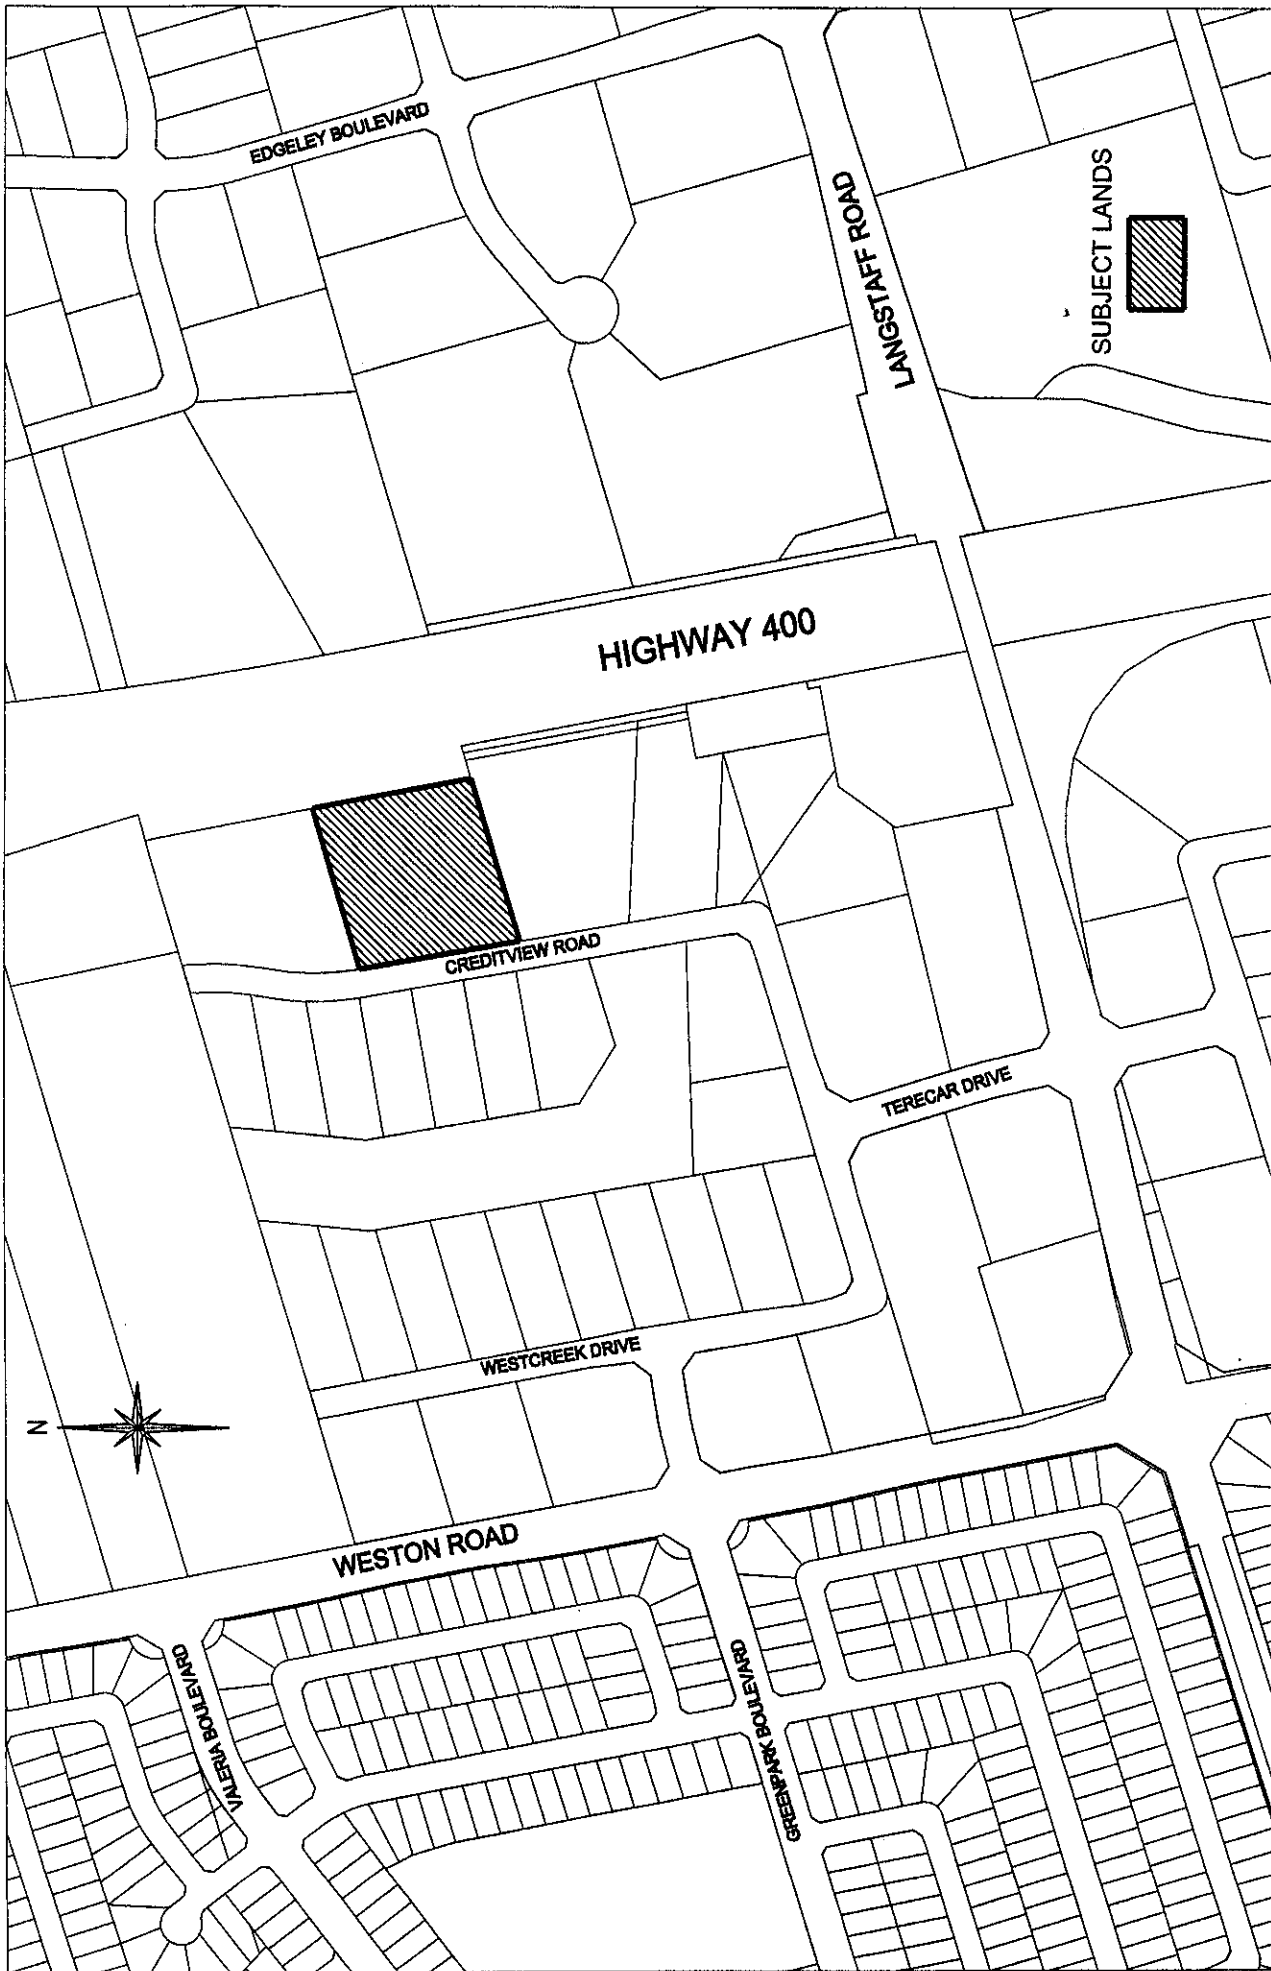 EDGELEY BOULEVARD
LANGSTAFF ROAD
SUBJECT LANDS
HIGHWAY 400
CREDITVIEW ROAD
TERECAR DRIVE
WESTCREEK DRIVE
N
WESTON ROAD
VALERIA BOULEVARD
GREENPARK BOULEVARD